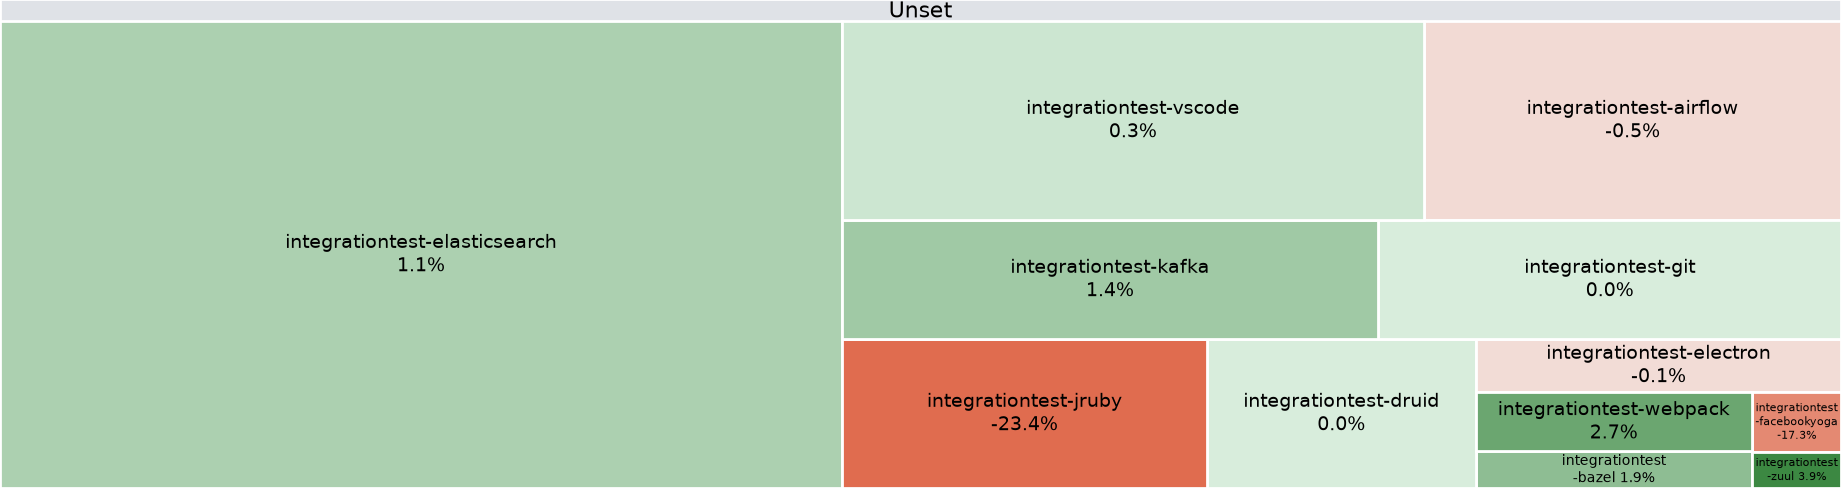 Unset
integrationtest-elasticsearch
1.1%
integrationtest-vscode
0.3%
integrationtest-airflow
-0.5%
integrationtest-kafka
1.4%
integrationtest-git
0.0%
integrationtest-jruby
-23.4%
integrationtest-druid
0.0%
integrationtest-electron
-0.1%
integrationtest-webpack
2.7%
integrationtest
-facebookyoga
-17.3%
integrationtest
-bazel 1.9%
integrationtest
-zuul 3.9%